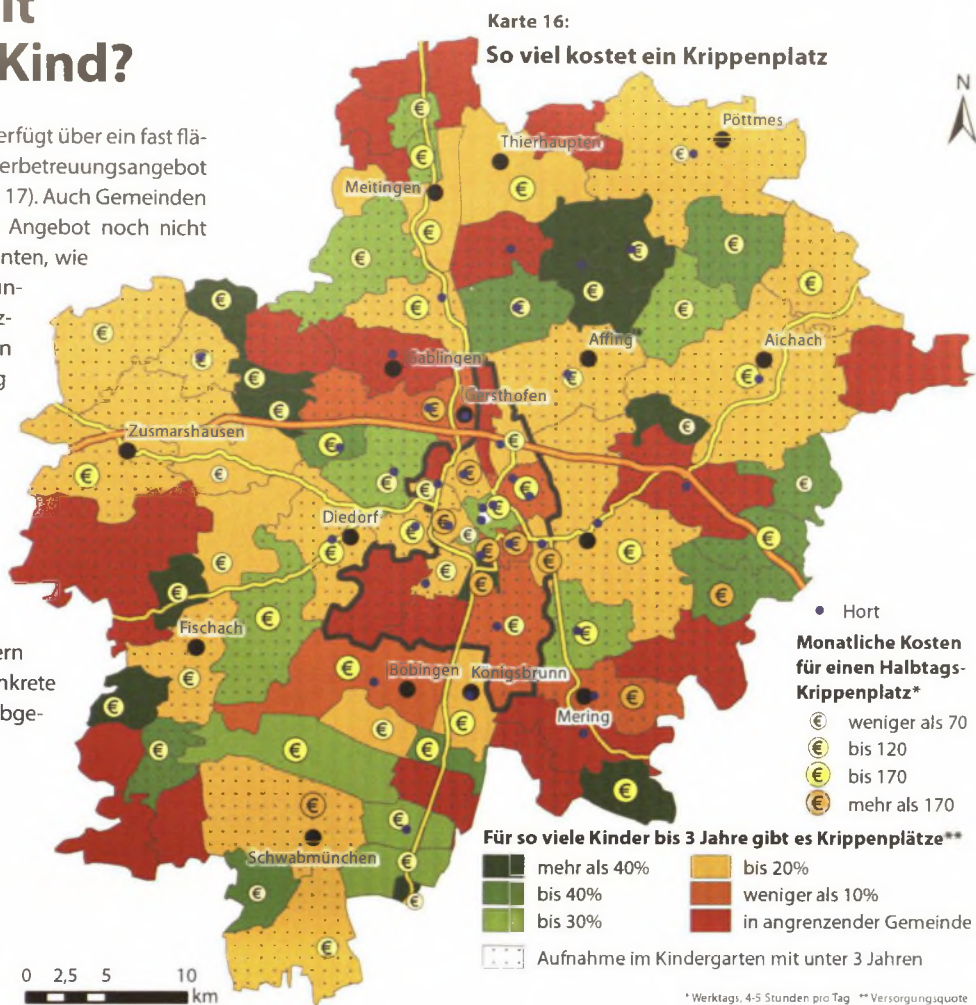 lt
Kind?
erfügt über ein fast flä-
erbetreuungsangebot
17). Auch Gemeinden
Angebot noch nicht
nten, wie
un-
z-
n
g
ern
nkrete
bge-
Karte 16:
So viel kostet ein Krippenplatz
N
Pöttmes
Thierhaupten
Meitingen
Affing
Aichach
Gablingen
Gersthofen
Zusmarshausen
Diedorf
Fischach
Bobingen
Königsbrunn
Mering
Schwabmünchen
Hort
Monatliche Kosten
für einen Halbtags-
Krippenplatz*
€ weniger als 70
€ bis 120
€ bis 170
€ mehr als 170
Für so viele Kinder bis 3 Jahre gibt es Krippenplätze**
mehr als 40%
bis 40%
bis 30%
bis 20%
weniger als 10%
in angrenzender Gemeinde
Aufnahme im Kindergarten mit unter 3 Jahren
0 2,5 5 10
km
* Werktags, 4-5 Stunden pro Tag ** Versorgungsquote